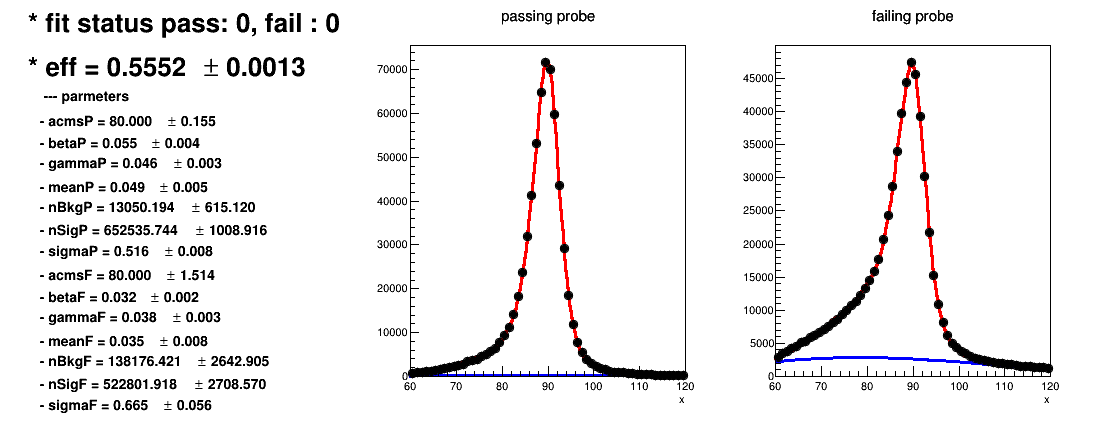 * fit status pass: 0, fail : 0
* eff = 0.5552 ± 0.0013
--- parmeters
- acmsP = 80.000 ± 0.155
- betaP = 0.055 ± 0.004
- gammaP = 0.046 ± 0.003
- meanP = 0.049 ± 0.005
- nBkgP = 13050.194 ± 615.120
- nSigP = 652535.744 ± 1008.916
- sigmaP = 0.516 ± 0.008
- acmsF = 80.000 ± 1.514
- betaF = 0.032 ± 0.002
- gammaF = 0.038 ± 0.003
- meanF = 0.035 ± 0.008
- nBkgF = 138176.421 ± 2642.905
- nSigF = 522801.918 ± 2708.570
- sigmaF = 0.665 ± 0.056
passing probe
70000
60000
50000
40000
30000
20000
10000
0
60 70 80 90 100 110 120
x
failing probe
45000
40000
35000
30000
25000
20000
15000
10000
5000
0
60 70 80 90 100 110 120
x